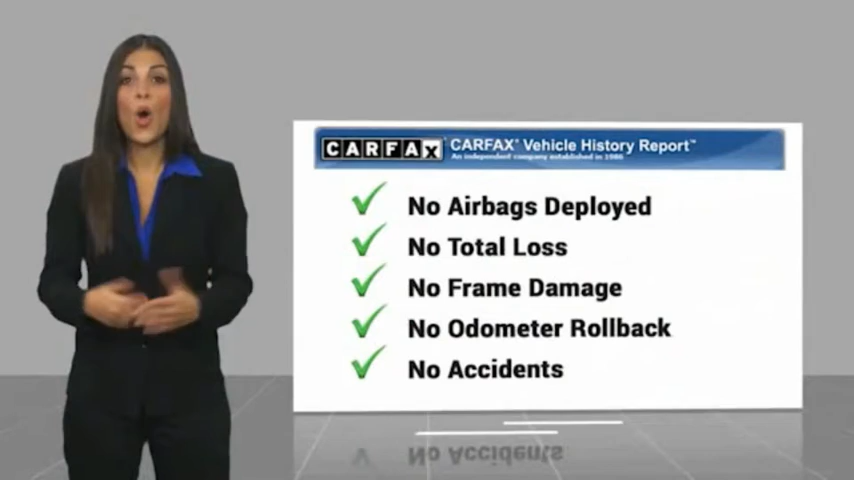 CARFAX CARFAX® Vehicle History Report™
An independent company established in 1986
No Airbags Deployed
No Total Loss
No Frame Damage
No Odometer Rollback
No Accidents
No Accidents